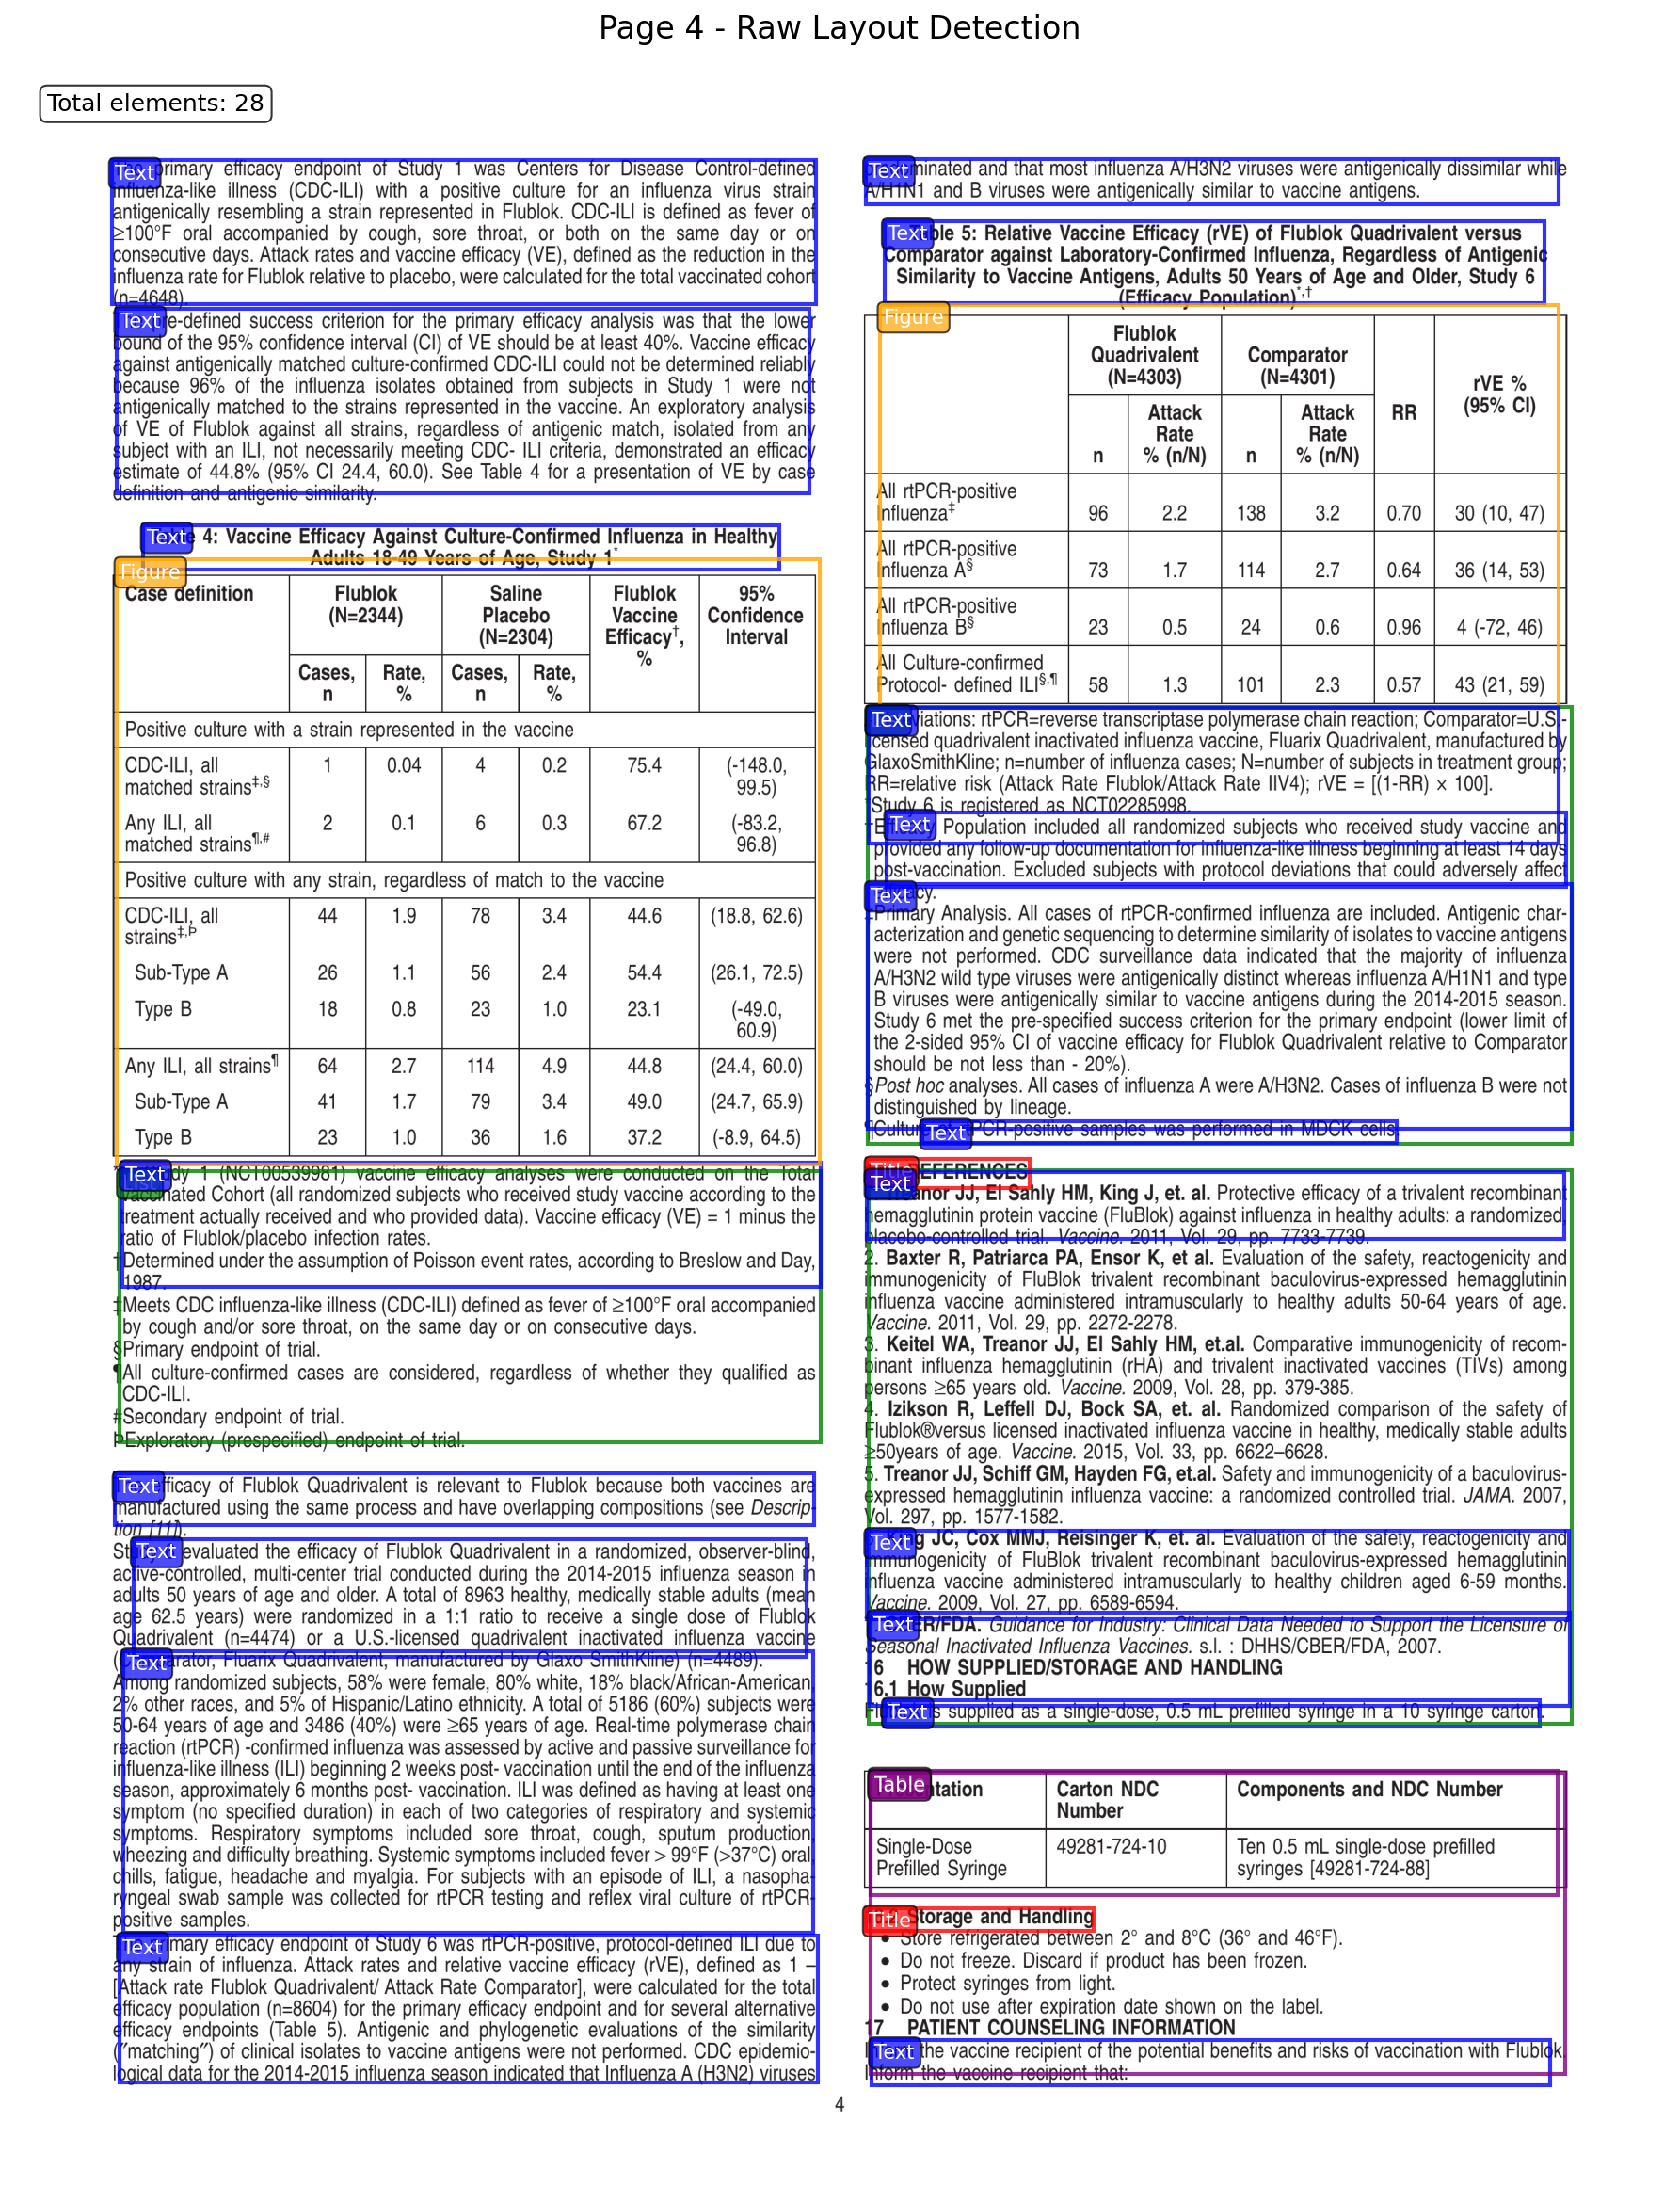 Page 4 - Raw Layout Detection
Total elements: 28
Text primary efficacy endpoint of Study 1 was Centers for Disease Control-defined
influenza-like illness (CDC-ILI) with a positive culture for an influenza virus strain
antigenically resembling a strain represented in Flublok. CDC-ILI is defined as fever of
≥100°F oral accompanied by cough, sore throat, or both on the same day or on
consecutive days. Attack rates and vaccine efficacy (VE), defined as the reduction in the
influenza rate for Flublok relative to placebo, were calculated for the total vaccinated cohort
(n=4648).
Text re-defined success criterion for the primary efficacy analysis was that the lower
bound of the 95% confidence interval (CI) of VE should be at least 40%. Vaccine efficacy
against antigenically matched culture-confirmed CDC-ILI could not be determined reliably
because 96% of the influenza isolates obtained from subjects in Study 1 were not
antigenically matched to the strains represented in the vaccine. An exploratory analysis
of VE of Flublok against all strains, regardless of antigenic match, isolated from any
subject with an ILI, not necessarily meeting CDC- ILI criteria, demonstrated an efficacy
estimate of 44.8% (95% CI 24.4, 60.0). See Table 4 for a presentation of VE by case
definition and antigenic similarity.
Text 4: Vaccine Efficacy Against Culture-Confirmed Influenza in Healthy
Adults 18-49 Years of Age, Study 1*
Figure
Case definition | Flublok (N=2344) | Saline Placebo (N=2304) | Flublok Vaccine Efficacy†, % | 95% Confidence Interval
Cases, n | Rate, % | Cases, n | Rate, %
Positive culture with a strain represented in the vaccine
CDC-ILI, all matched strains‡,§ 1 0.04 4 0.2 75.4 (-148.0, 99.5)
Any ILI, all matched strains¶,# 2 0.1 6 0.3 67.2 (-83.2, 96.8)
Positive culture with any strain, regardless of match to the vaccine
CDC-ILI, all strains‡,Þ 44 1.9 78 3.4 44.6 (18.8, 62.6)
Sub-Type A 26 1.1 56 2.4 54.4 (26.1, 72.5)
Type B 18 0.8 23 1.0 23.1 (-49.0, 60.9)
Any ILI, all strains¶ 64 2.7 114 4.9 44.8 (24.4, 60.0)
Sub-Type A 41 1.7 79 3.4 49.0 (24.7, 65.9)
Type B 23 1.0 36 1.6 37.2 (-8.9, 64.5)
* Text dy 1 (NCT00539981) vaccine efficacy analyses were conducted on the Total
Vaccinated Cohort (all randomized subjects who received study vaccine according to the
treatment actually received and who provided data). Vaccine efficacy (VE) = 1 minus the
ratio of Flublok/placebo infection rates.
†Determined under the assumption of Poisson event rates, according to Breslow and Day,
1987.
‡Meets CDC influenza-like illness (CDC-ILI) defined as fever of ≥100°F oral accompanied
by cough and/or sore throat, on the same day or on consecutive days.
§Primary endpoint of trial.
¶All culture-confirmed cases are considered, regardless of whether they qualified as
CDC-ILI.
#Secondary endpoint of trial.
ÞExploratory (prespecified) endpoint of trial.
Text fficacy of Flublok Quadrivalent is relevant to Flublok because both vaccines are
manufactured using the same process and have overlapping compositions (see Descrip-
tion [11]).
Text evaluated the efficacy of Flublok Quadrivalent in a randomized, observer-blind,
active-controlled, multi-center trial conducted during the 2014-2015 influenza season in
adults 50 years of age and older. A total of 8963 healthy, medically stable adults (mean
age 62.5 years) were randomized in a 1:1 ratio to receive a single dose of Flublok
Quadrivalent (n=4474) or a U.S.-licensed quadrivalent inactivated influenza vaccine
Text rator, Fluarix Quadrivalent, manufactured by Glaxo SmithKline) (n=4489).
Among randomized subjects, 58% were female, 80% white, 18% black/African-American,
2% other races, and 5% of Hispanic/Latino ethnicity. A total of 5186 (60%) subjects were
50-64 years of age and 3486 (40%) were ≥65 years of age. Real-time polymerase chain
reaction (rtPCR) -confirmed influenza was assessed by active and passive surveillance for
influenza-like illness (ILI) beginning 2 weeks post- vaccination until the end of the influenza
season, approximately 6 months post- vaccination. ILI was defined as having at least one
symptom (no specified duration) in each of two categories of respiratory and systemic
symptoms. Respiratory symptoms included sore throat, cough, sputum production,
wheezing and difficulty breathing. Systemic symptoms included fever > 99°F (>37°C) oral,
chills, fatigue, headache and myalgia. For subjects with an episode of ILI, a nasopha-
ryngeal swab sample was collected for rtPCR testing and reflex viral culture of rtPCR-
positive samples.
Text mary efficacy endpoint of Study 6 was rtPCR-positive, protocol-defined ILI due to
any strain of influenza. Attack rates and relative vaccine efficacy (rVE), defined as 1 –
[Attack rate Flublok Quadrivalent/ Attack Rate Comparator], were calculated for the total
efficacy population (n=8604) for the primary efficacy endpoint and for several alternative
efficacy endpoints (Table 5). Antigenic and phylogenetic evaluations of the similarity
(″matching″) of clinical isolates to vaccine antigens were not performed. CDC epidemio-
logical data for the 2014-2015 influenza season indicated that Influenza A (H3N2) viruses
Text minated and that most influenza A/H3N2 viruses were antigenically dissimilar while
A/H1N1 and B viruses were antigenically similar to vaccine antigens.
Text ble 5: Relative Vaccine Efficacy (rVE) of Flublok Quadrivalent versus
Comparator against Laboratory-Confirmed Influenza, Regardless of Antigenic
Similarity to Vaccine Antigens, Adults 50 Years of Age and Older, Study 6
(Efficacy Population)*,†
Figure
Flublok Quadrivalent (N=4303) | Comparator (N=4301) | RR | rVE % (95% CI)
n | Attack Rate % (n/N) | n | Attack Rate % (n/N)
All rtPCR-positive Influenza‡ 96 2.2 138 3.2 0.70 30 (10, 47)
All rtPCR-positive Influenza A§ 73 1.7 114 2.7 0.64 36 (14, 53)
All rtPCR-positive Influenza B§ 23 0.5 24 0.6 0.96 4 (-72, 46)
All Culture-confirmed Protocol- defined ILI§,¶ 58 1.3 101 2.3 0.57 43 (21, 59)
Text viations: rtPCR=reverse transcriptase polymerase chain reaction; Comparator=U.S.-
licensed quadrivalent inactivated influenza vaccine, Fluarix Quadrivalent, manufactured by
GlaxoSmithKline; n=number of influenza cases; N=number of subjects in treatment group;
RR=relative risk (Attack Rate Flublok/Attack Rate IIV4); rVE = [(1-RR) × 100].
*Study 6 is registered as NCT02285998.
†Efficacy Text Population included all randomized subjects who received study vaccine and
provided any follow-up documentation for influenza-like illness beginning at least 14 days
post-vaccination. Excluded subjects with protocol deviations that could adversely affect
Text acy.
‡Primary Analysis. All cases of rtPCR-confirmed influenza are included. Antigenic char-
acterization and genetic sequencing to determine similarity of isolates to vaccine antigens
were not performed. CDC surveillance data indicated that the majority of influenza
A/H3N2 wild type viruses were antigenically distinct whereas influenza A/H1N1 and type
B viruses were antigenically similar to vaccine antigens during the 2014-2015 season.
Study 6 met the pre-specified success criterion for the primary endpoint (lower limit of
the 2-sided 95% CI of vaccine efficacy for Flublok Quadrivalent relative to Comparator
should be not less than - 20%).
§Post hoc analyses. All cases of influenza A were A/H3N2. Cases of influenza B were not
distinguished by lineage.
¶Culture Text rtPCR-positive samples was performed in MDCK cells.
Title REFERENCES
Text Treanor JJ, El Sahly HM, King J, et. al. Protective efficacy of a trivalent recombinant
hemagglutinin protein vaccine (FluBlok) against influenza in healthy adults: a randomized,
placebo-controlled trial. Vaccine. 2011, Vol. 29, pp. 7733-7739.
2. Baxter R, Patriarca PA, Ensor K, et al. Evaluation of the safety, reactogenicity and
immunogenicity of FluBlok trivalent recombinant baculovirus-expressed hemagglutinin
influenza vaccine administered intramuscularly to healthy adults 50-64 years of age.
Vaccine. 2011, Vol. 29, pp. 2272-2278.
3. Keitel WA, Treanor JJ, El Sahly HM, et.al. Comparative immunogenicity of recom-
binant influenza hemagglutinin (rHA) and trivalent inactivated vaccines (TIVs) among
persons ≥65 years old. Vaccine. 2009, Vol. 28, pp. 379-385.
4. Izikson R, Leffell DJ, Bock SA, et. al. Randomized comparison of the safety of
Flublok®versus licensed inactivated influenza vaccine in healthy, medically stable adults
≥50years of age. Vaccine. 2015, Vol. 33, pp. 6622–6628.
5. Treanor JJ, Schiff GM, Hayden FG, et.al. Safety and immunogenicity of a baculovirus-
expressed hemagglutinin influenza vaccine: a randomized controlled trial. JAMA. 2007,
Vol. 297, pp. 1577-1582.
Text King JC, Cox MMJ, Reisinger K, et. al. Evaluation of the safety, reactogenicity and
immunogenicity of FluBlok trivalent recombinant baculovirus-expressed hemagglutinin
influenza vaccine administered intramuscularly to healthy children aged 6-59 months.
Vaccine. 2009, Vol. 27, pp. 6589-6594.
Text ER/FDA. Guidance for Industry: Clinical Data Needed to Support the Licensure of
Seasonal Inactivated Influenza Vaccines. s.l. : DHHS/CBER/FDA, 2007.
16 HOW SUPPLIED/STORAGE AND HANDLING
16.1 How Supplied
Text s supplied as a single-dose, 0.5 mL prefilled syringe in a 10 syringe carton.
Table ntation | Carton NDC Number | Components and NDC Number
Single-Dose Prefilled Syringe | 49281-724-10 | Ten 0.5 mL single-dose prefilled syringes [49281-724-88]
Title Storage and Handling
• Store refrigerated between 2° and 8°C (36° and 46°F).
• Do not freeze. Discard if product has been frozen.
• Protect syringes from light.
• Do not use after expiration date shown on the label.
17 PATIENT COUNSELING INFORMATION
Text the vaccine recipient of the potential benefits and risks of vaccination with Flublok.
Inform the vaccine recipient that:
4